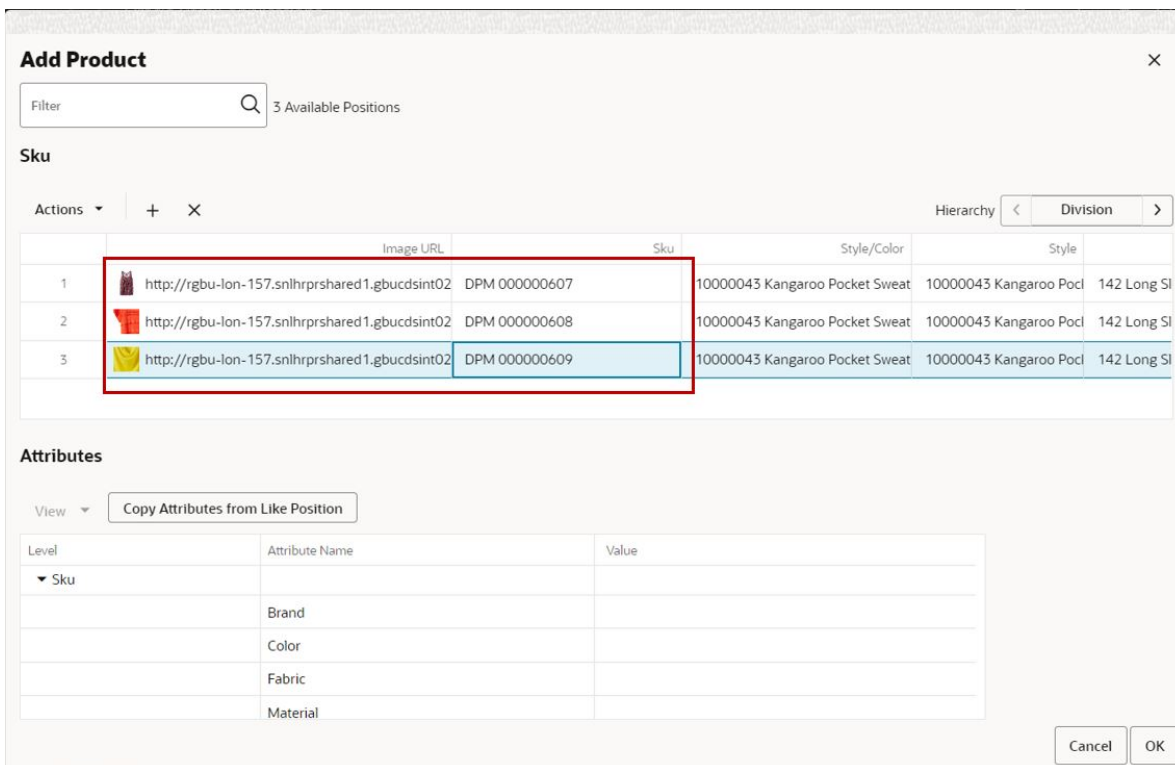 Add Product
Filter 3 Available Positions
Sku
Actions Hierarchy Division
Image URL Sku Style/Color Style
1 http://rgbu-lon-157.snlhrprshared1.gbucdsint02 DPM 000000607 10000043 Kangaroo Pocket Sweat 10000043 Kangaroo Pocl 142 Long Sl
2 http://rgbu-lon-157.snlhrprshared1.gbucdsint02 DPM 000000608 10000043 Kangaroo Pocket Sweat 10000043 Kangaroo Pocl 142 Long Sl
3 http://rgbu-lon-157.snlhrprshared1.gbucdsint02 DPM 000000609 10000043 Kangaroo Pocket Sweat 10000043 Kangaroo Pocl 142 Long Sl
Attributes
View Copy Attributes from Like Position
Level Attribute Name Value
Sku
Brand
Color
Fabric
Material
Cancel OK